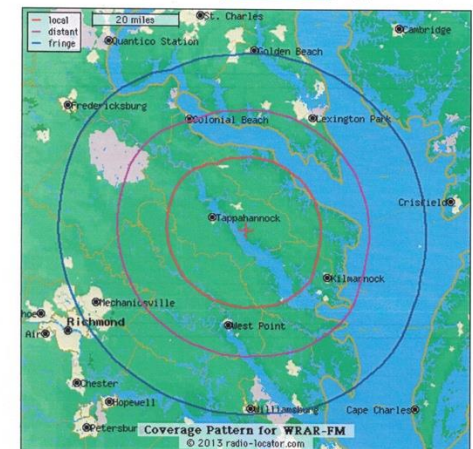 local
distant
fringe
20 miles
St. Charles
Cambridge
Quantico Station
Golden Beach
Fredericksburg
Colonial Beach
Lexington Park
Crisfield
Tappahannock
Kilmarnock
Mechanicsville
hoe
Richmond
Air
West Point
Chester
Hopewell
Williamsburg
Cape Charles
Petersbur
Coverage Pattern for WRAR-FM
© 2013 radio-locator.com